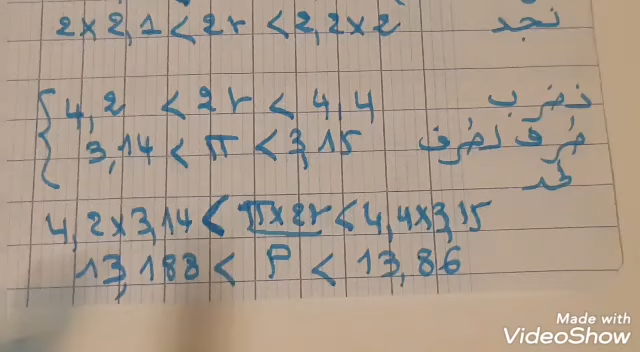 2×2,1 < 2r < 2,2×2 نجد
4,2 < 2r < 4,4 نضرب
3,14 < π < 3,15 طرف لطرف
نجد
4,2×3,14 < π×2r < 4,4×3,15
13,188 < P < 13,86
Made with
VideoShow